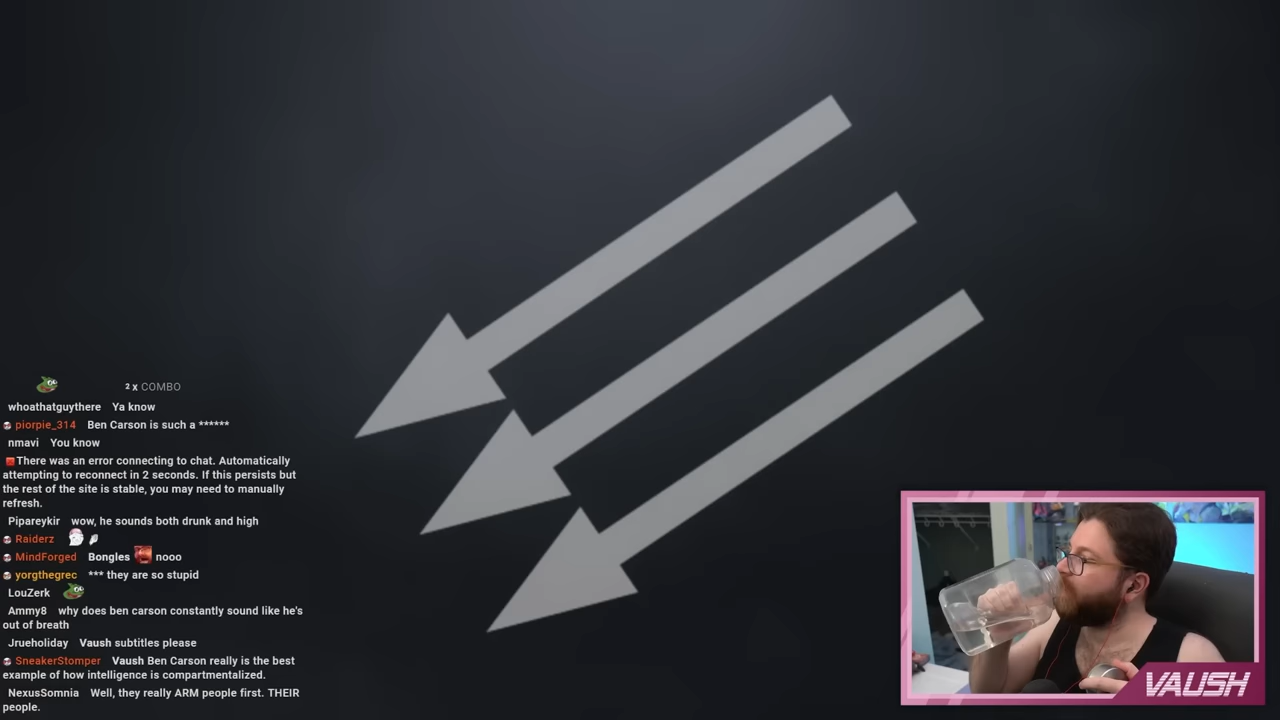 2 x COMBO
whoathatguythere Ya know
piorpie_314 Ben Carson is such a ******
nmavi You know
There was an error connecting to chat. Automatically
attempting to reconnect in 2 seconds. If this persists but
the rest of the site is stable, you may need to manually
refresh.
Pipareykir wow, he sounds both drunk and high
Raiderz
MindForged Bongles nooo
yorgthegrec *** they are so stupid
LouZerk
Ammy8 why does ben carson constantly sound like he's
out of breath
Jrueholiday Vaush subtitles please
SneakerStomper Vaush Ben Carson really is the best
example of how intelligence is compartmentalized.
NexusSomnia Well, they really ARM people first. THEIR
people.
VAUSH